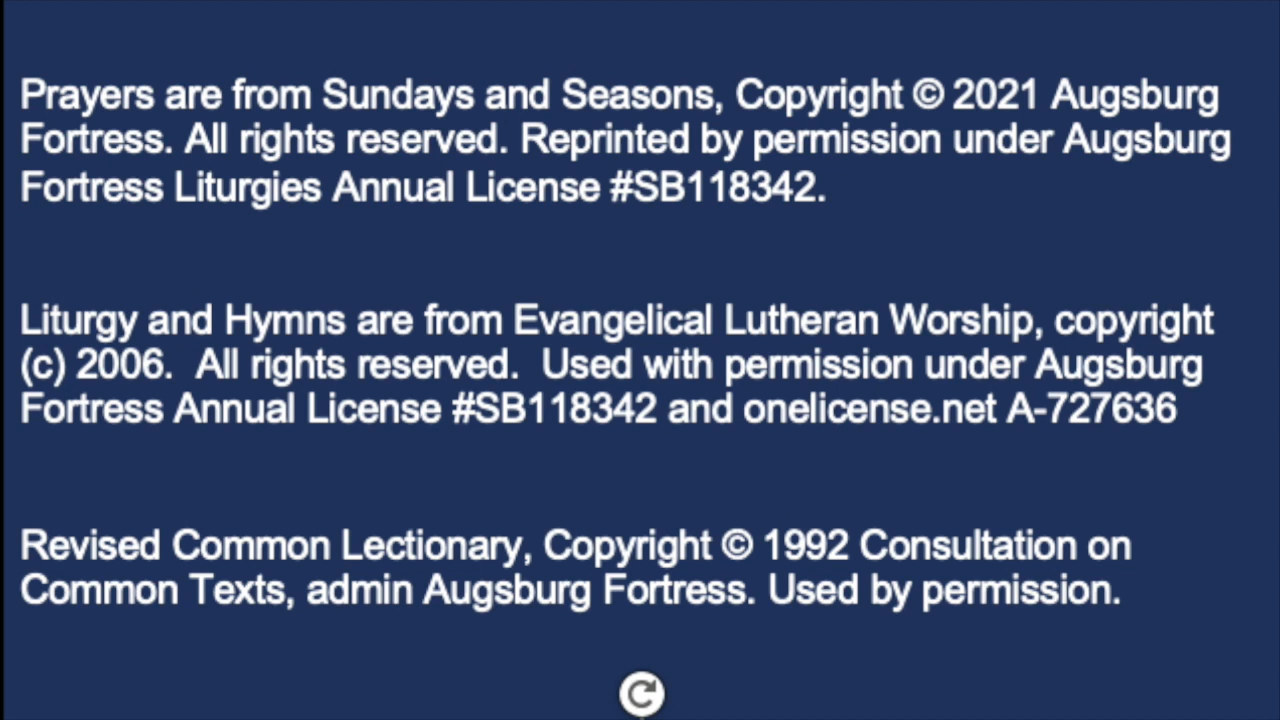 Prayers are from Sundays and Seasons, Copyright © 2021 Augsburg
Fortress. All rights reserved. Reprinted by permission under Augsburg
Fortress Liturgies Annual License #SB118342.
Liturgy and Hymns are from Evangelical Lutheran Worship, copyright
(c) 2006.  All rights reserved.  Used with permission under Augsburg
Fortress Annual License #SB118342 and onelicense.net A-727636
Revised Common Lectionary, Copyright © 1992 Consultation on
Common Texts, admin Augsburg Fortress. Used by permission.